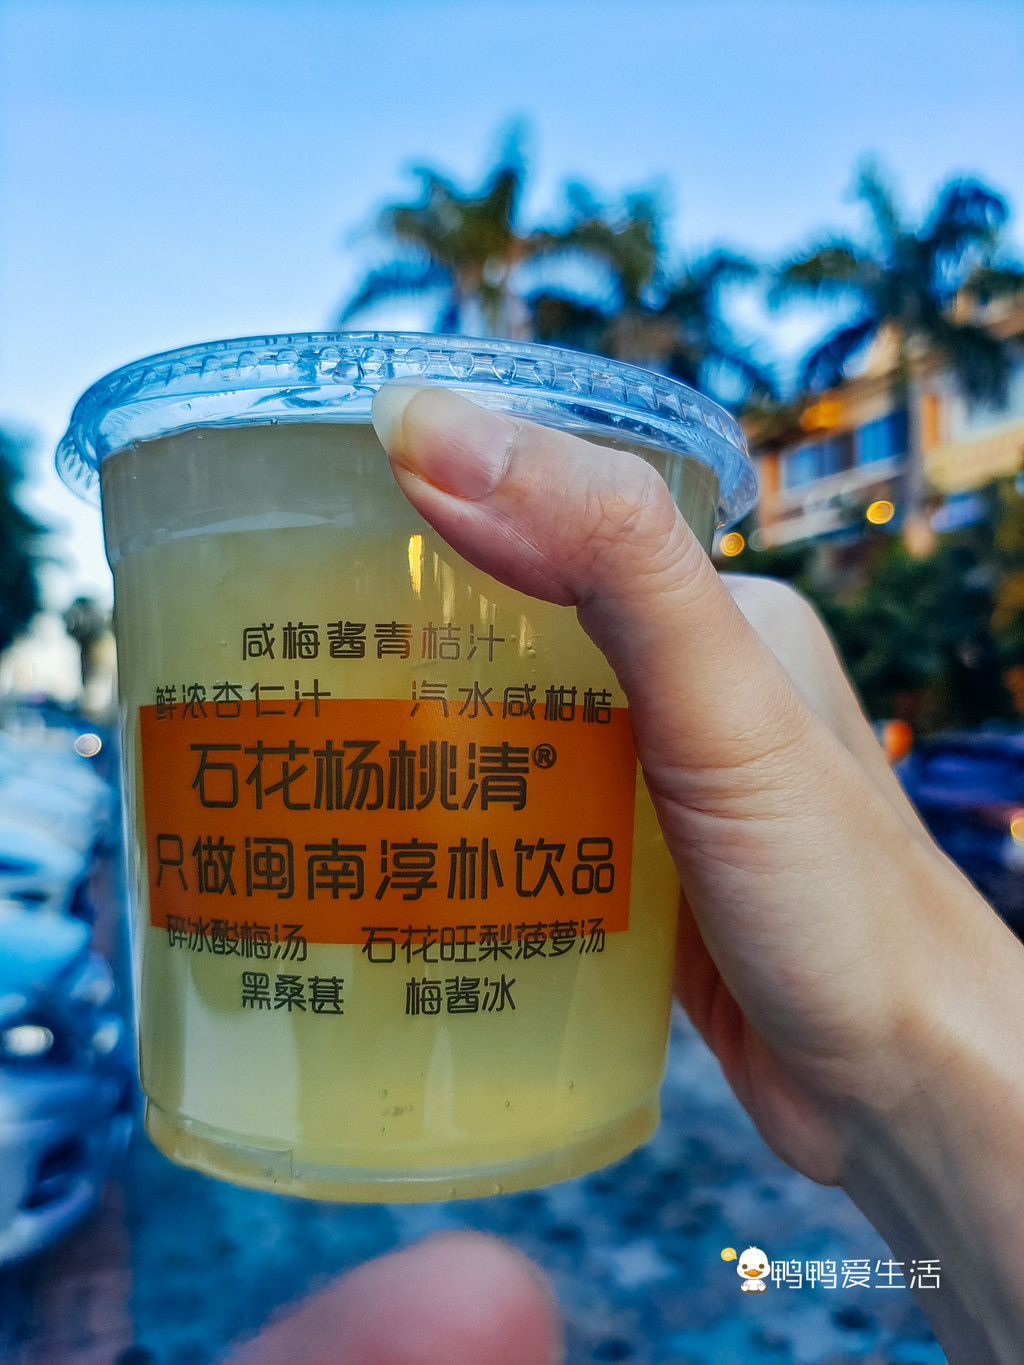 咸梅酱青桔汁
鲜浓杏仁汁 汽水咸柑桔
石花杨桃清®
只做闽南淳朴饮品
碎冰酸梅汤 石花旺梨菠萝汤
黑桑葚 梅酱冰
鸭鸭爱生活